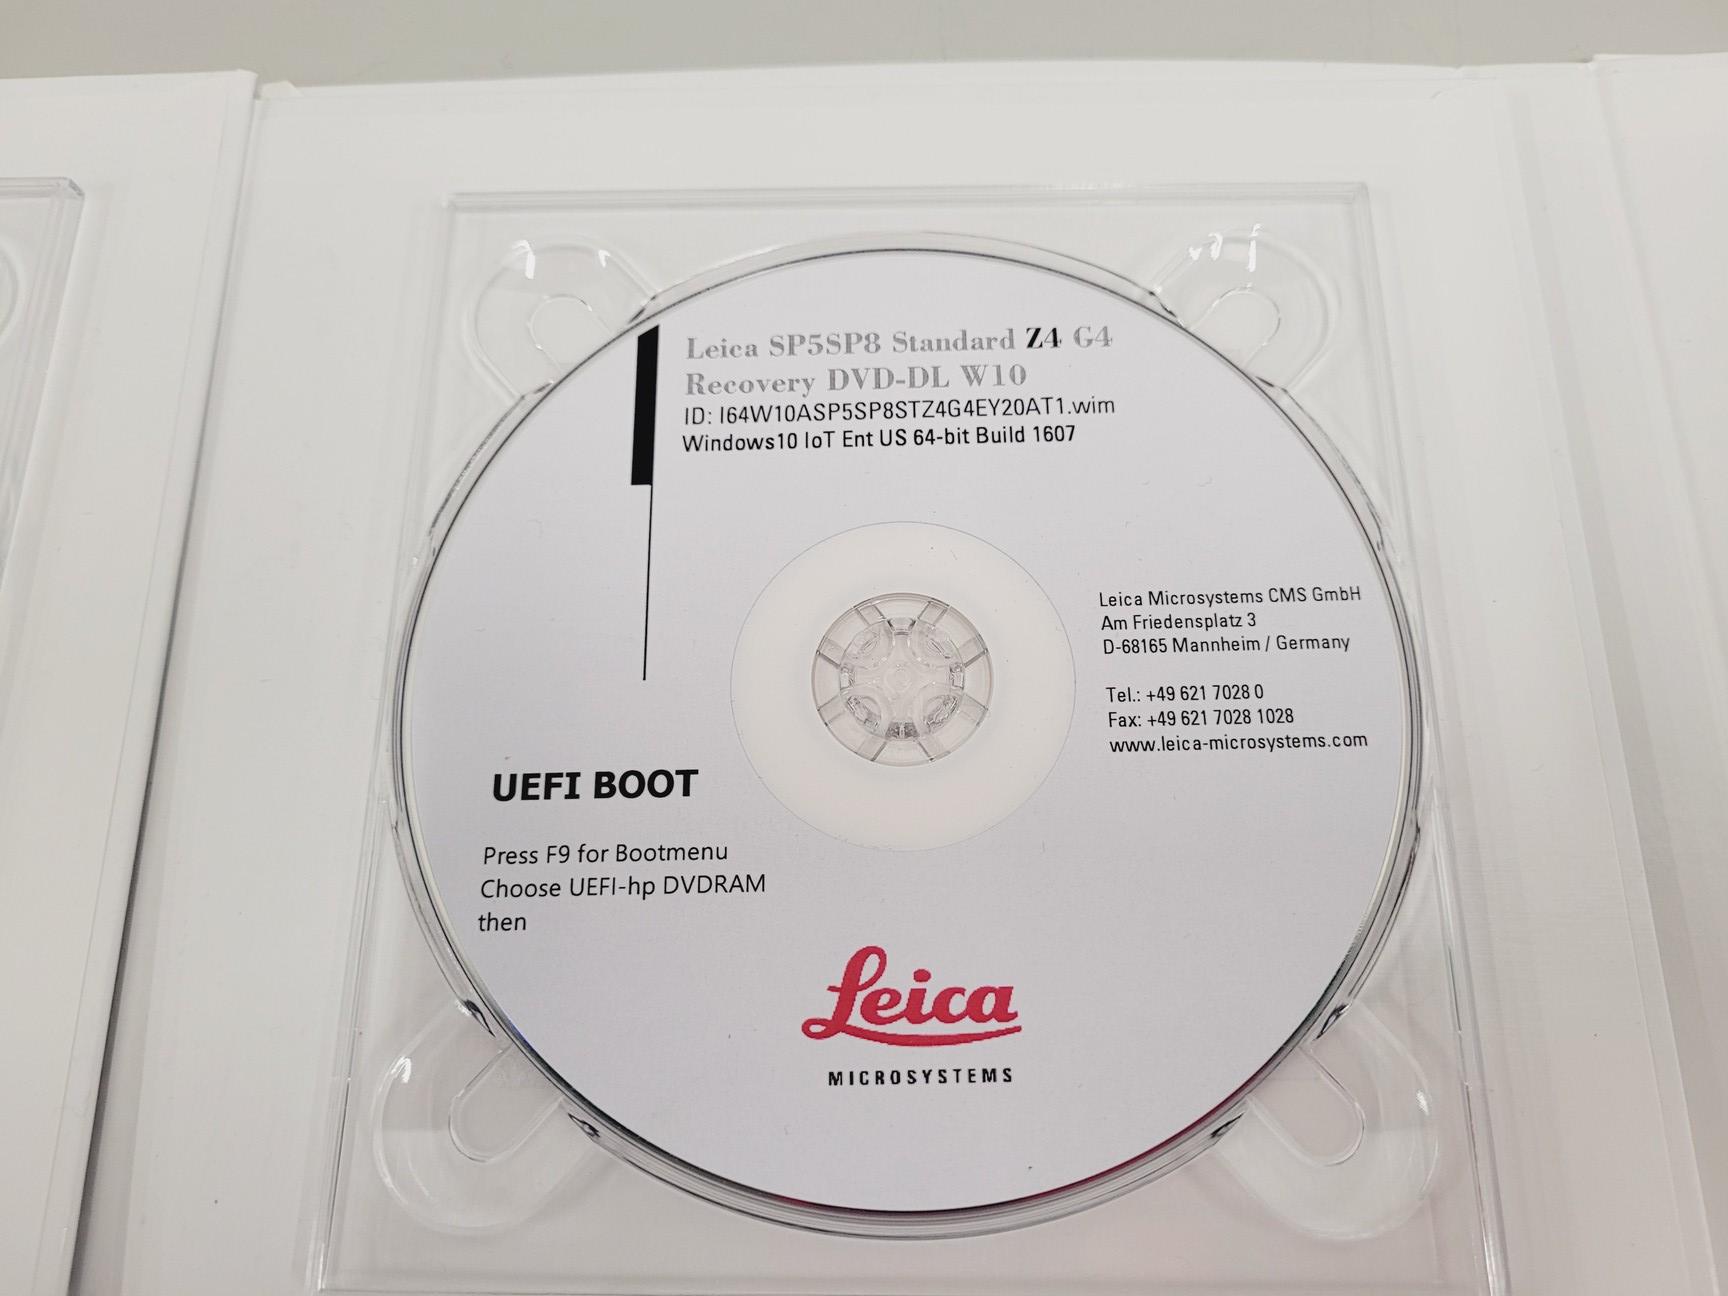 Leica SP5SP8 Standard Z4 G4
Recovery DVD-DL W10
ID: I64W10ASP5SP8STZ4G4EY20AT1.wim
Windows10 IoT Ent US 64-bit Build 1607
Leica Microsystems CMS GmbH
Am Friedensplatz 3
D-68165 Mannheim / Germany
Tel.: +49 621 7028 0
Fax: +49 621 7028 1028
www.leica-microsystems.com
UEFI BOOT
Press F9 for Bootmenu
Choose UEFI-hp DVDRAM
then
Leica
MICROSYSTEMS